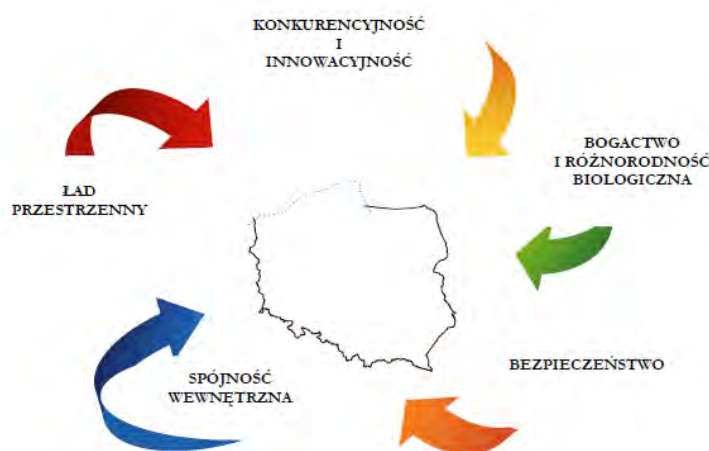 KONKURENCYJNOŚĆ
I
INNOWACYJNOŚĆ
BOGACTWO
I RÓŻNORODNOŚĆ
BIOLOGICZNA
ŁAD
PRZESTRZENNY
BEZPIECZEŃSTWO
SPÓJNOŚĆ
WEWNĘTRZNA